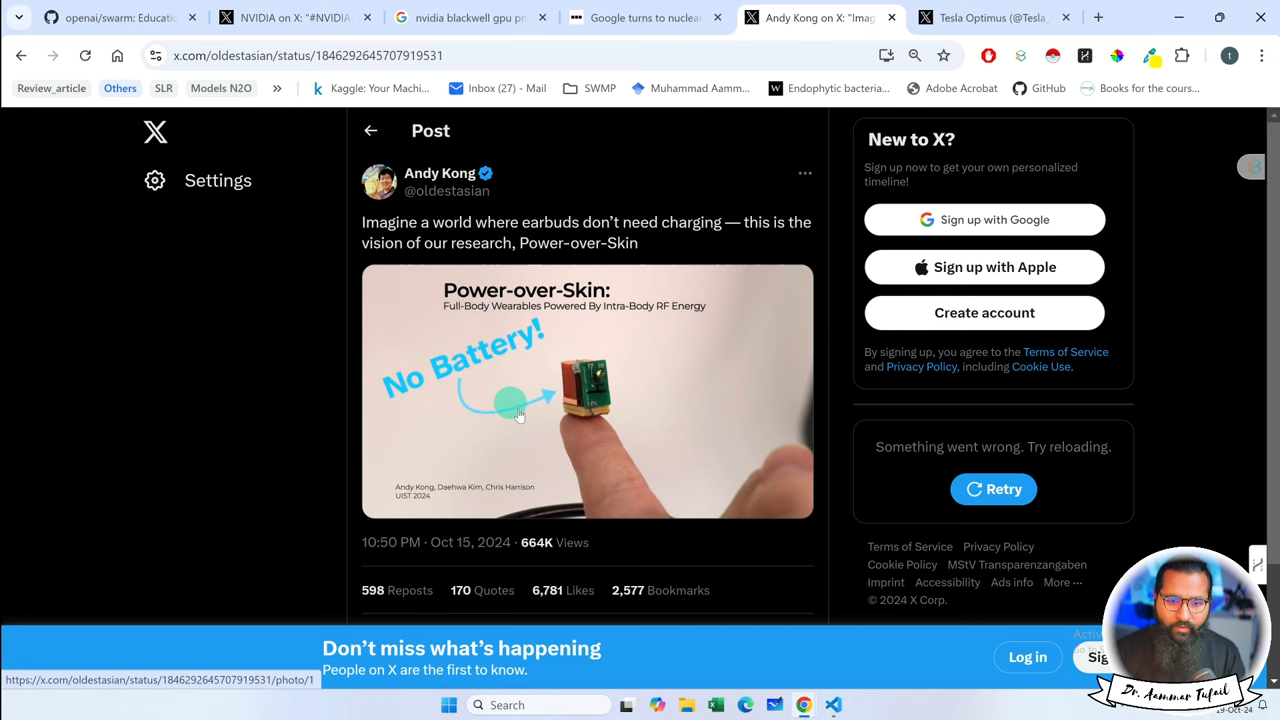 openai/swarm: Educati
NVIDIA on X: "#NVIDI
nvidia blackwell gpu pr
Google turns to nuclea
Andy Kong on X: "Imag
Tesla Optimus (@Tesla_
x.com/oldestasian/status/1846292645707919531
Review_article
Others
SLR
Models N2O
Kaggle: Your Machi...
Inbox (27) - Mail
SWMP
Muhammad Aamm...
Endophytic bacteria...
Adobe Acrobat
GitHub
Books for the cours...
Settings
Post
Andy Kong
@oldestasian
Imagine a world where earbuds don’t need charging — this is the
vision of our research, Power-over-Skin
Power-over-Skin:
Full-Body Wearables Powered By Intra-Body RF Energy
No Battery!
Andy Kong, Daehwa Kim, Chris Harrison
UIST 2024
10:50 PM · Oct 15, 2024 · 664K Views
598 Reposts 170 Quotes 6,781 Likes 2,577 Bookmarks
New to X?
Sign up now to get your own personalized
timeline!
Sign up with Google
Sign up with Apple
Create account
By signing up, you agree to the Terms of Service
and Privacy Policy, including Cookie Use.
Something went wrong. Try reloading.
Retry
Terms of Service Privacy Policy
Cookie Policy MStV Transparenzangaben
Imprint Accessibility Ads info More ···
© 2024 X Corp.
Don’t miss what’s happening
People on X are the first to know.
Log in
https://x.com/oldestasian/status/1846292645707919531/photo/1
Search
Dr. Aammar Tufail
19-Oct-24